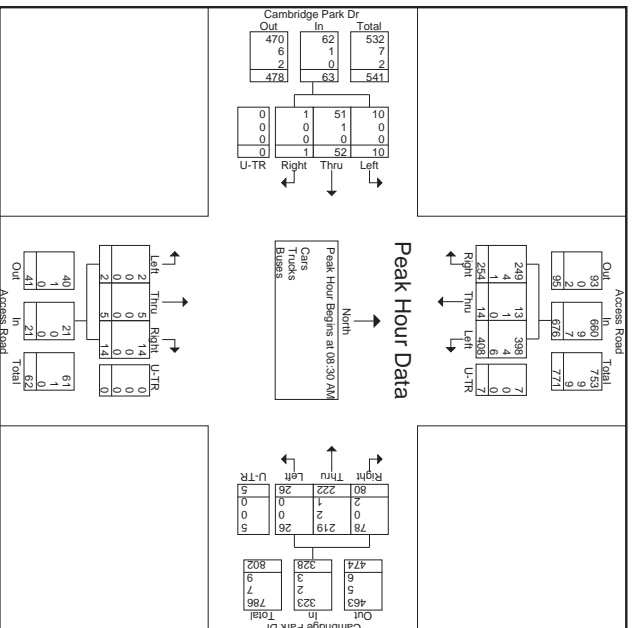 Cambridge Park Dr
Out In Total
470 62 532
6 1 7
2 0 2
478 63 541
0 1 51 10
0 0 1 0
0 0 0 0
0 1 52 10
U-TR Right Thru Left
Access Road
Out In Total
40 21 61
1 0 1
0 0 0
41 21 62
Left Thru Right U-TR
2 5 14 0
0 0 0 0
0 0 0 0
2 5 14 0
Peak Hour Data
North
Peak Hour Begins at 08:30 AM
Cars
Trucks
Buses
Access Road
Out In Total
93 660 753
0 9 9
2 7 9
95 676 771
249 13 398 7
4 1 4 0
1 0 6 0
254 14 408 7
Right Thru Left U-TR
Right Thru Left U-TR
78 219 26 5
0 2 0 0
2 1 0 0
80 222 26 5
Out In Total
463 323 786
5 2 7
6 3 9
474 328 802
Cambridge Park Dr